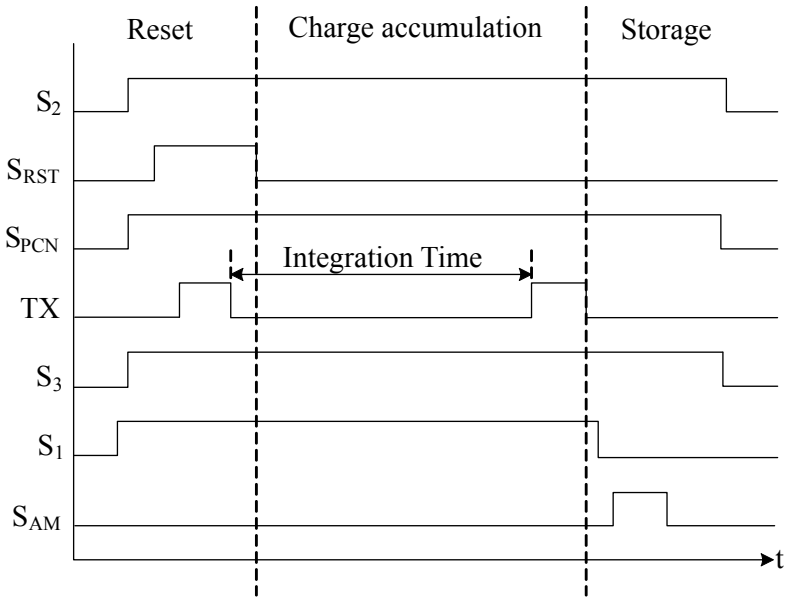 Reset Charge accumulation Storage
S2
SRST
SPCN
Integration Time
TX
S3
S1
SAM
t